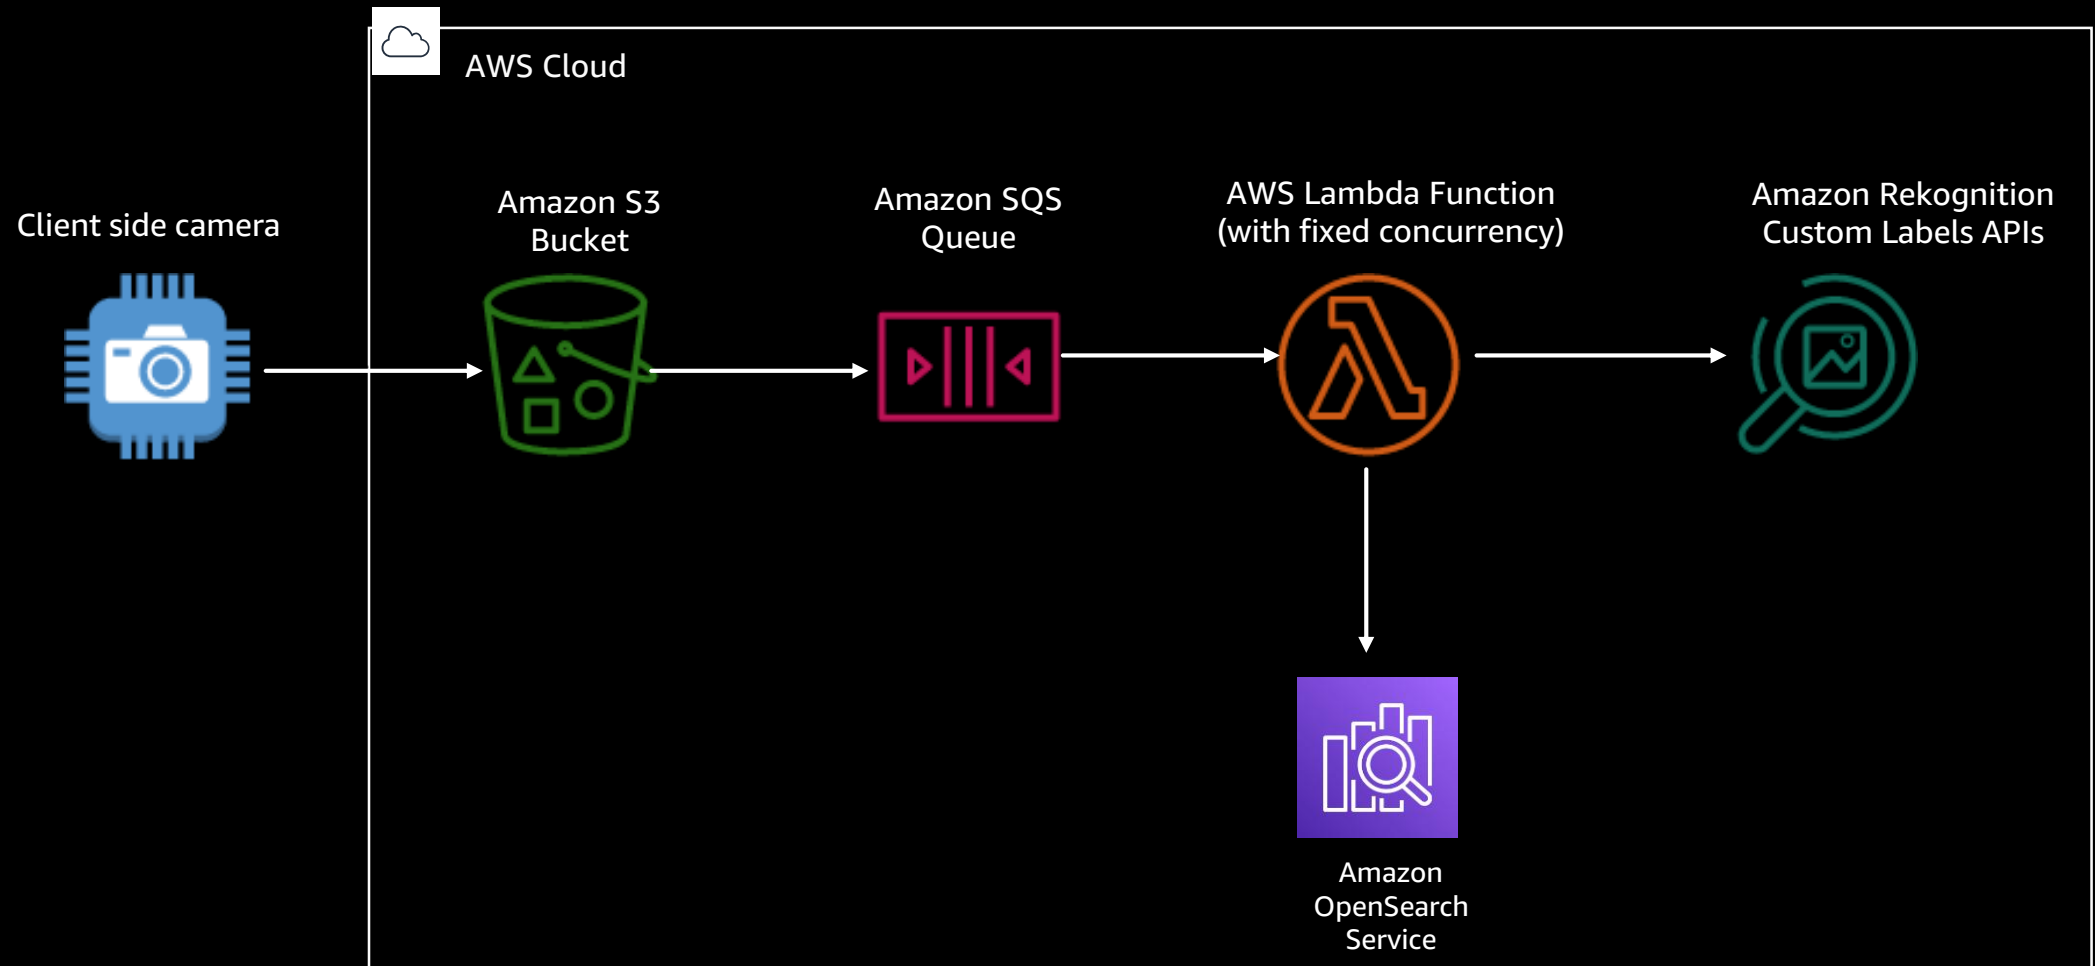 AWS Cloud
Client side camera
Amazon S3
Bucket
Amazon SQS
Queue
AWS Lambda Function
(with fixed concurrency)
Amazon Rekognition
Custom Labels APIs
Amazon
OpenSearch
Service